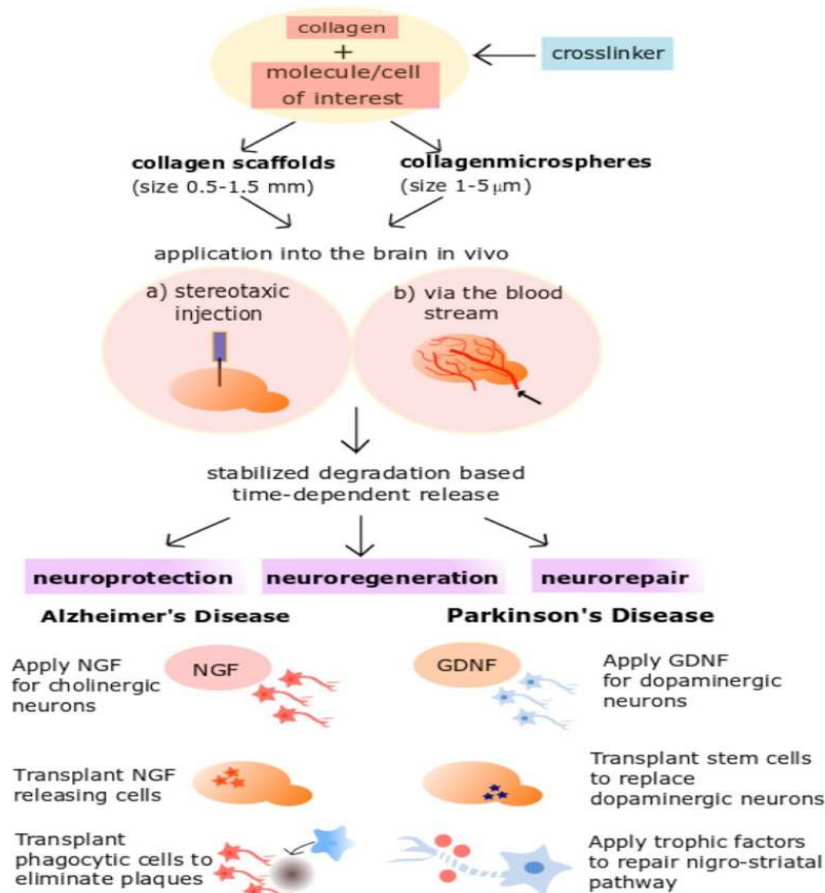 collagen
+
molecule/cell
of interest
crosslinker
collagen scaffolds
(size 0.5-1.5 mm)
collagenmicrospheres
(size 1-5 μm)
application into the brain in vivo
a) stereotaxic
injection
b) via the blood
stream
stabilized degradation based
time-dependent release
neuroprotection
neuroregeneration
neurorepair
Alzheimer's Disease
Parkinson's Disease
Apply NGF
for cholinergic
neurons
NGF
GDNF
Apply GDNF
for dopaminergic
neurons
Transplant NGF
releasing cells
Transplant stem cells
to replace
dopaminergic neurons
Transplant
phagocytic cells to
eliminate plaques
Apply trophic factors
to repair nigro-striatal
pathway